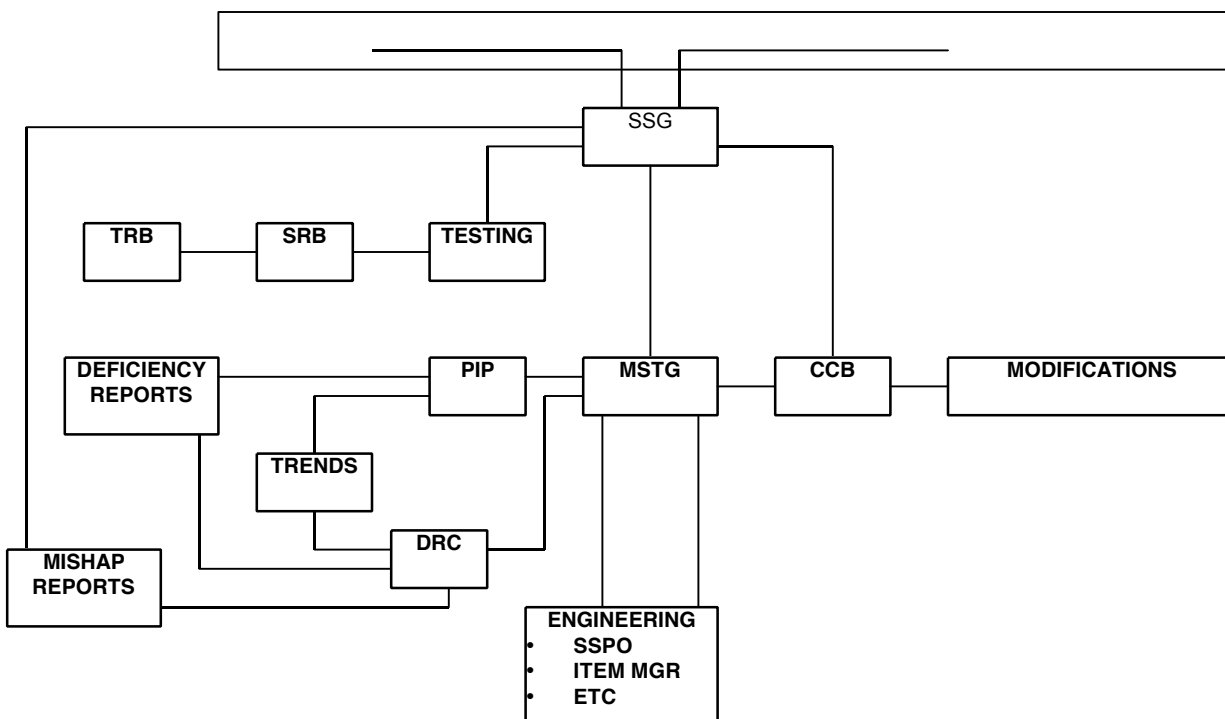 SSG
TRB
SRB
TESTING
DEFICIENCY
REPORTS
PIP
MSTG
CCB
MODIFICATIONS
TRENDS
DRC
MISHAP
REPORTS
ENGINEERING
• SSPO
• ITEM MGR
• ETC